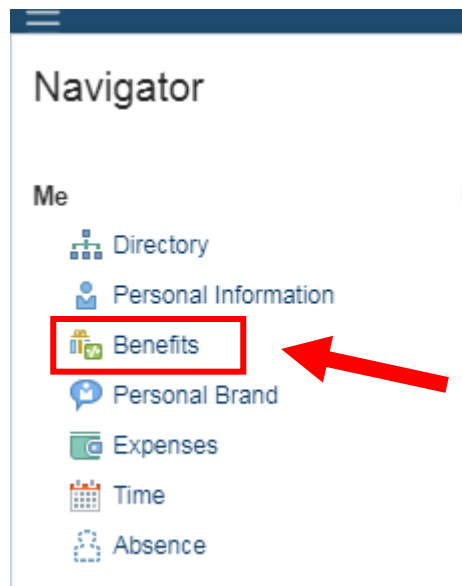 Navigator
Me
Directory
Personal Information
Benefits
Personal Brand
Expenses
Time
Absence